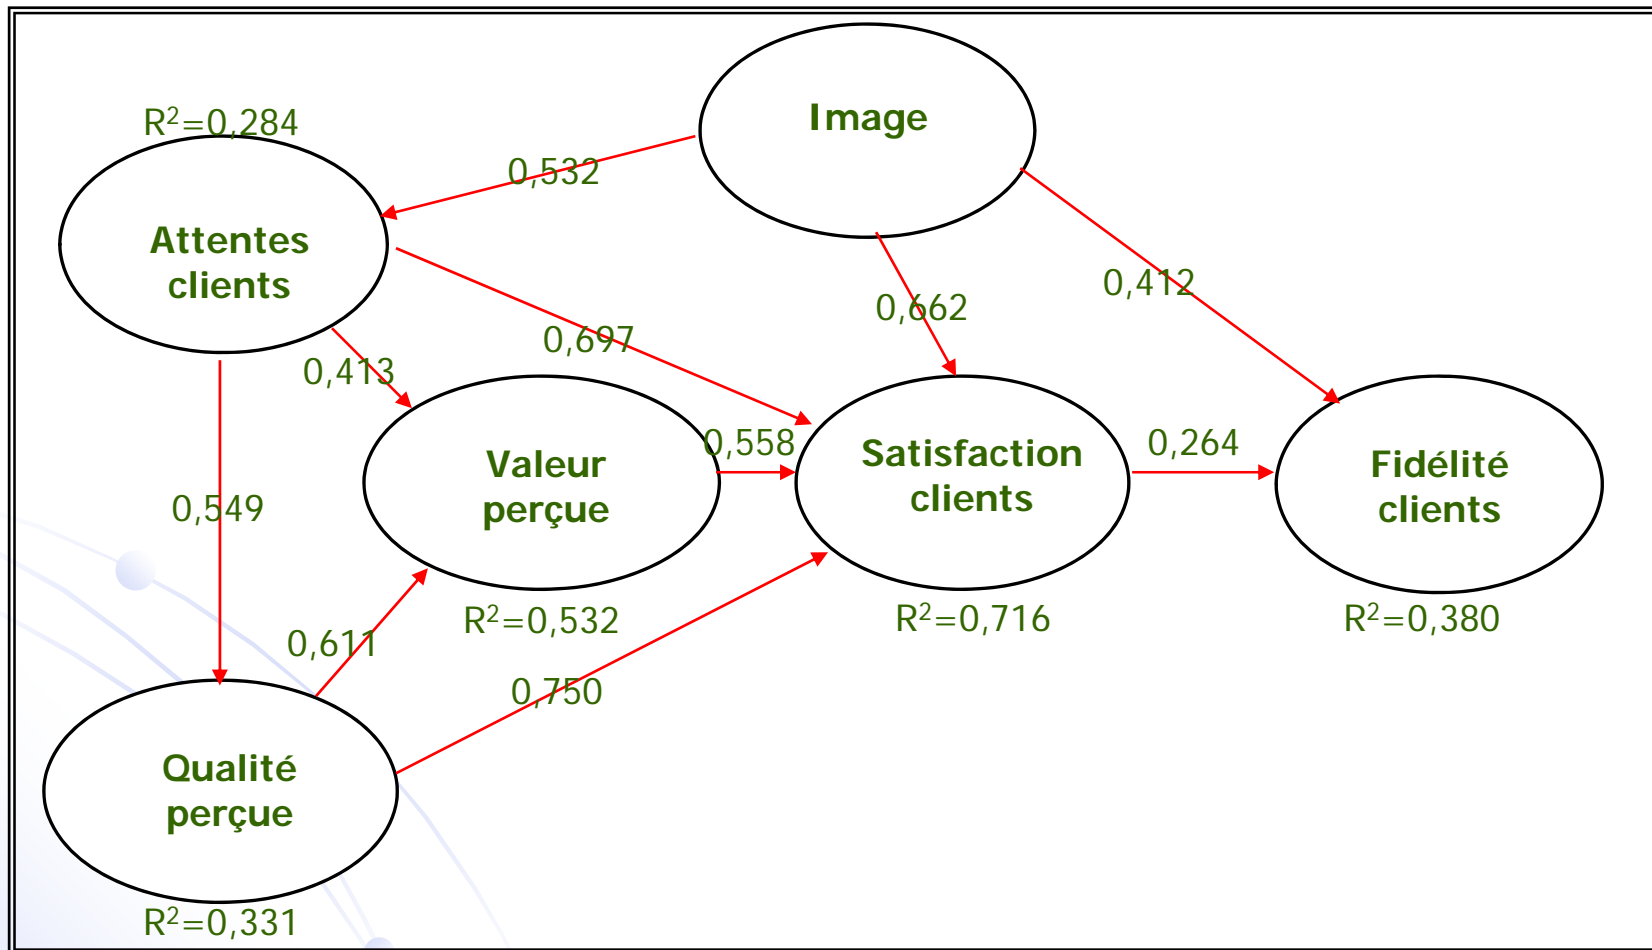 Image
R²=0,284
0,532
Attentes
clients
0,412
0,662
0,697
0,413
0,558
Satisfaction
clients
0,264
Valeur
perçue
Fidélité
clients
0,549
R²=0,532
R²=0,716
R²=0,380
0,611
0,750
Qualité
perçue
R²=0,331